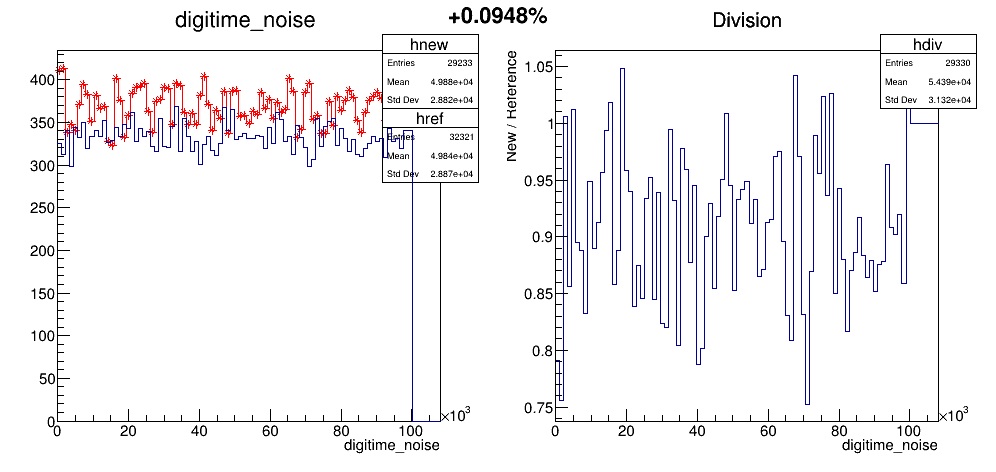 digitime_noise
+0.0948%
Division
hnew
Entries 29233
Mean 4.988e+04
Std Dev 2.882e+04
href
Entries 32321
Mean 4.984e+04
Std Dev 2.887e+04
400
350
300
250
200
150
100
50
0
0 20 40 60 80 100
×10³
digitime_noise
hdiv
Entries 29330
Mean 5.439e+04
Std Dev 3.132e+04
New / Reference
1.05
1
0.95
0.9
0.85
0.8
0.75
0 20 40 60 80 100
×10³
digitime_noise